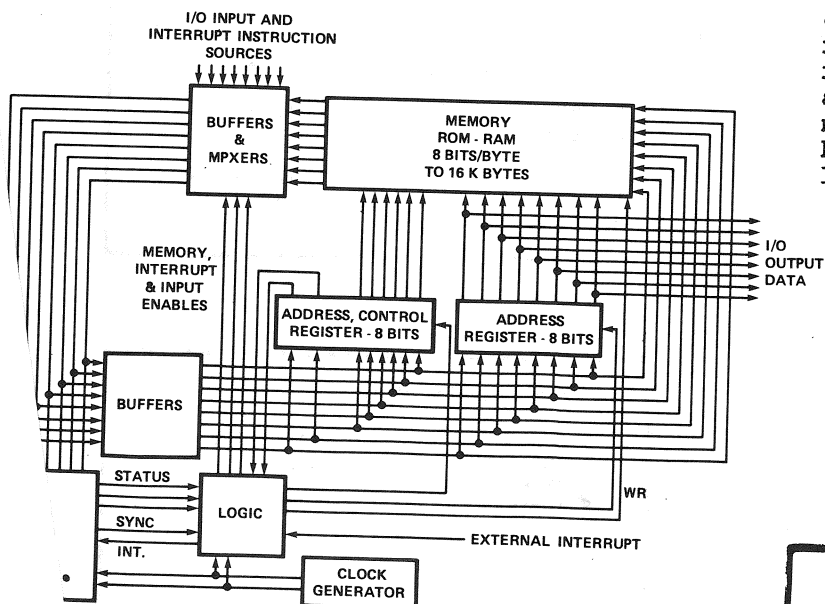 I/O INPUT AND
INTERRUPT INSTRUCTION
SOURCES
BUFFERS
&
MPXERS
MEMORY
ROM - RAM
8 BITS/BYTE
TO 16 K BYTES
MEMORY,
INTERRUPT
& INPUT
ENABLES
I/O
OUTPUT
DATA
ADDRESS, CONTROL
REGISTER - 8 BITS
ADDRESS
REGISTER - 8 BITS
BUFFERS
STATUS
SYNC
INT.
LOGIC
WR
EXTERNAL INTERRUPT
CLOCK
GENERATOR